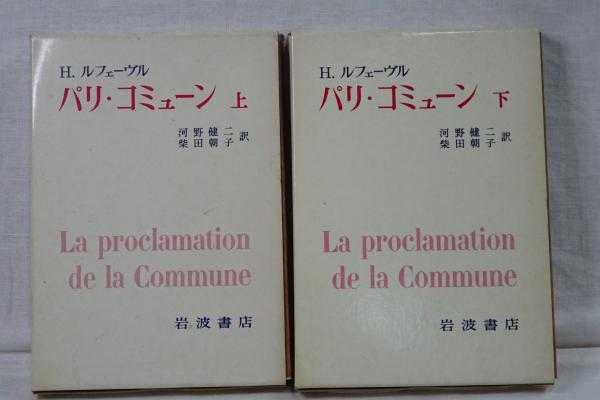 H. ルフェーヴル
パリ・コミューン 上
河野健二
柴田朝子 訳
La proclamation
de la Commune
岩波書店
H. ルフェーヴル
パリ・コミューン 下
河野健二
柴田朝子 訳
La proclamation
de la Commune
岩波書店